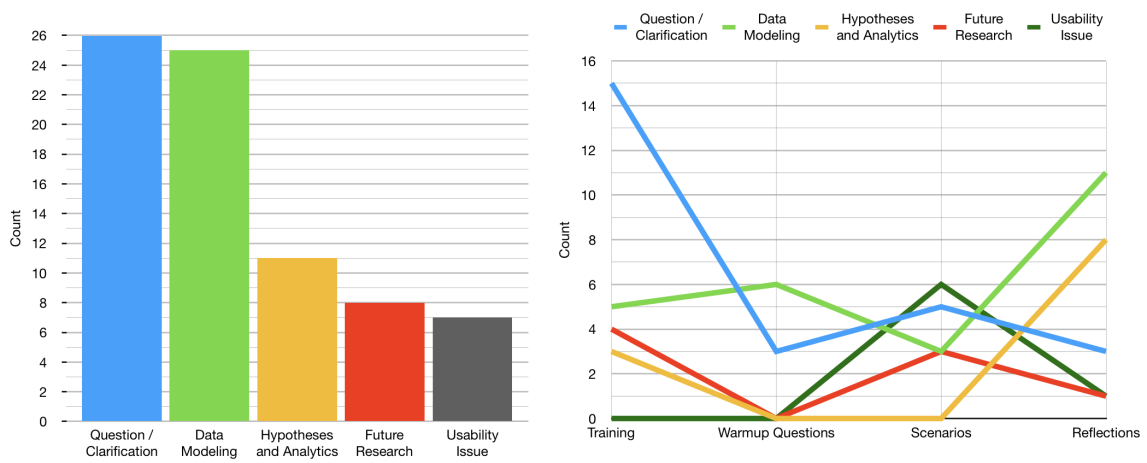 Count
26
24
22
20
18
16
14
12
10
8
6
4
2
0
Question /
Clarification
Data
Modeling
Hypotheses
and Analytics
Future
Research
Usability
Issue
Question /
Clarification
Data
Modeling
Hypotheses
and Analytics
Future
Research
Usability
Issue
Count
16
14
12
10
8
6
4
2
0
Training
Warmup Questions
Scenarios
Reflections